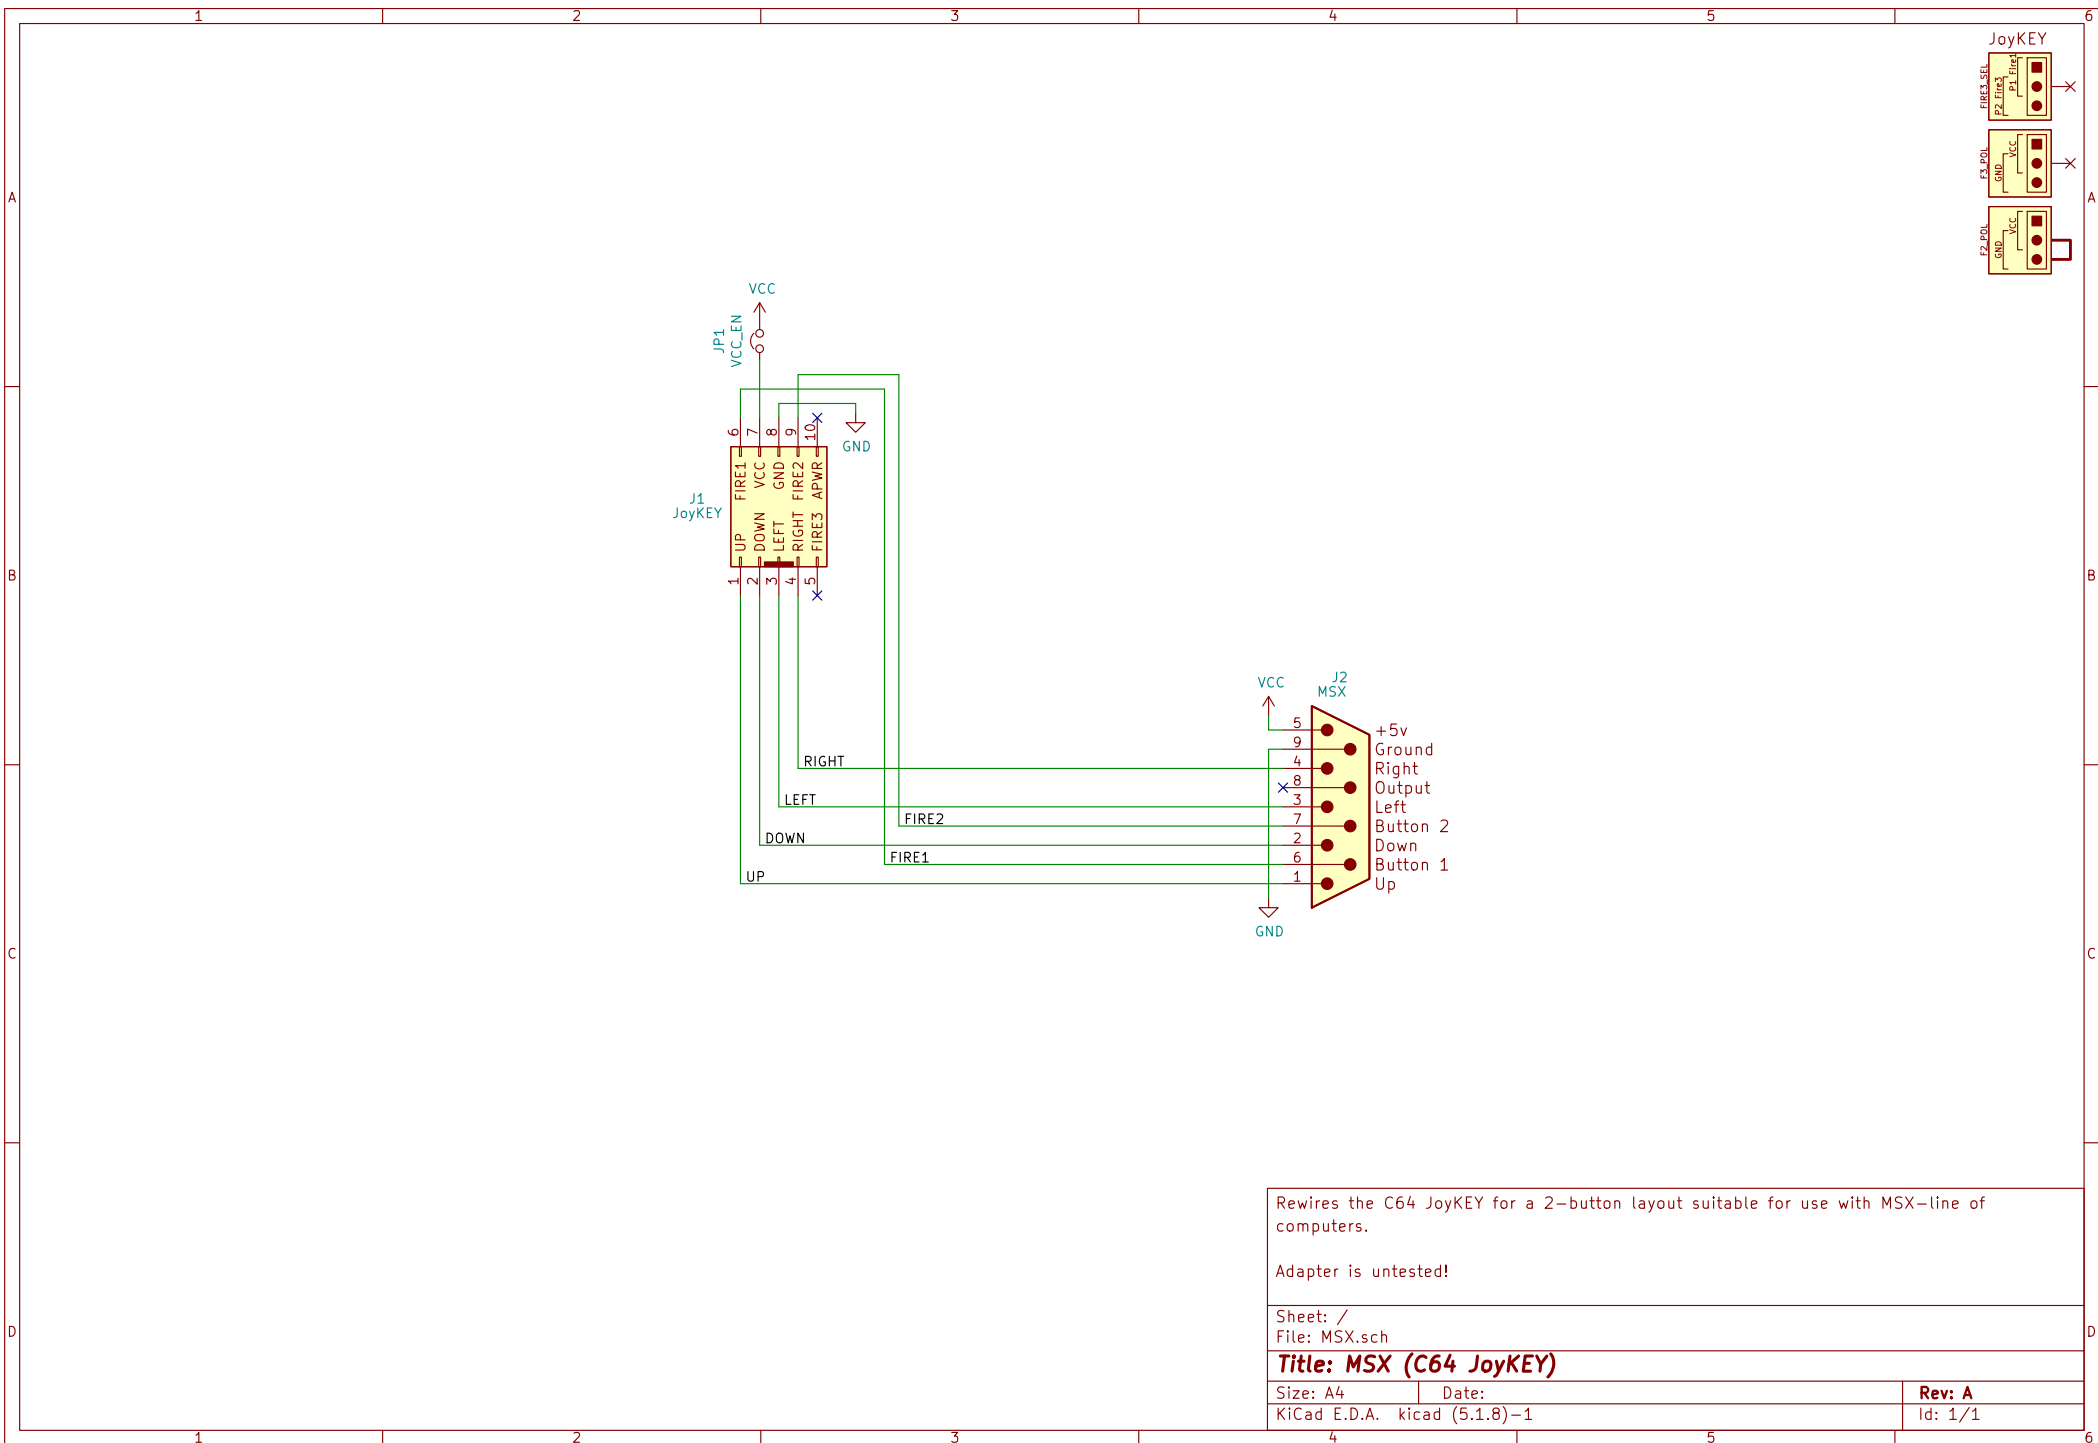 1 2 3 4 5 6
JoyKEY
FIRE3_SEL
P2 Fire3
P1 Fire1
F3_POL
GND
VCC
F2_POL
GND
VCC
A A
VCC
JP1
VCC_EN
GND
6 7 8 9 10
FIRE1 VCC GND FIRE2 APWR
J1
JoyKEY
UP DOWN LEFT RIGHT FIRE3
1 2 3 4 5
B B
J2
MSX
VCC
5 +5v
9 Ground
RIGHT 4 Right
8 Output
LEFT 3 Left
FIRE2 7 Button 2
DOWN 2 Down
FIRE1 6 Button 1
UP 1 Up
GND
C C
Rewires the C64 JoyKEY for a 2-button layout suitable for use with MSX-line of
computers.
Adapter is untested!
Sheet: /
File: MSX.sch
D D
Title: MSX (C64 JoyKEY)
Size: A4 Date: Rev: A
KiCad E.D.A. kicad (5.1.8)-1 Id: 1/1
1 2 3 4 5 6